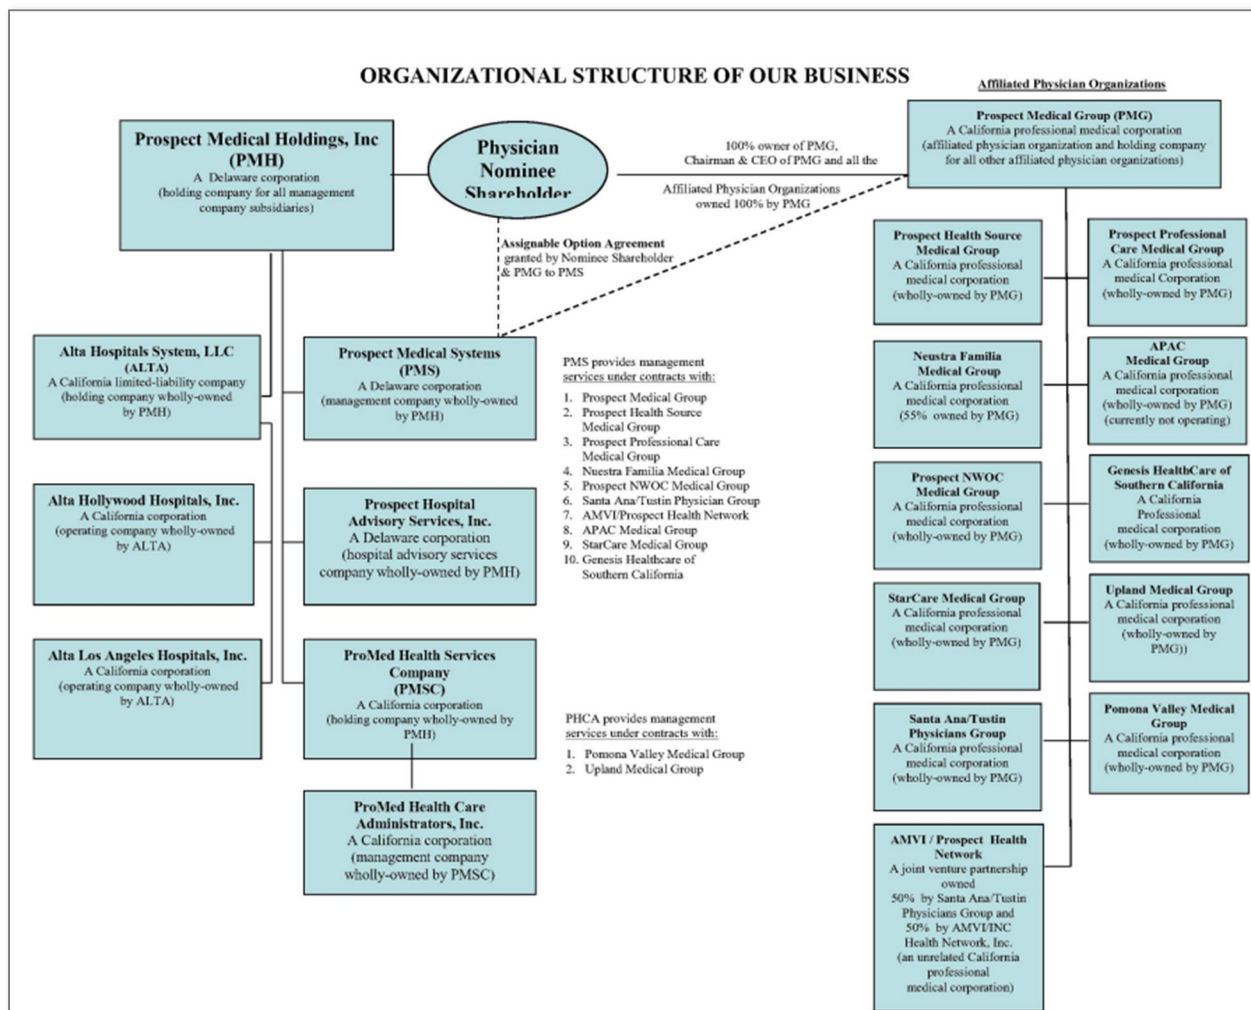 ORGANIZATIONAL STRUCTURE OF OUR BUSINESS
Affiliated Physician Organizations
Prospect Medical Holdings, Inc
(PMH)
A Delaware corporation
(holding company for all management
company subsidiaries)
Physician
Nominee
Shareholder
100% owner of PMG,
Chairman & CEO of PMG and all the
Affiliated Physician Organizations
owned 100% by PMG
Prospect Medical Group (PMG)
A California professional medical corporation
(affiliated physician organization and holding company
for all other affiliated physician organizations)
Assignable Option Agreement
granted by Nominee Shareholder
& PMG to PMS
Alta Hospitals System, LLC
(ALTA)
A California limited-liability company
(holding company wholly-owned
by PMH)
Prospect Medical Systems
(PMS)
A Delaware corporation
(management company wholly-owned
by PMH)
Alta Hollywood Hospitals, Inc.
A California corporation
(operating company wholly-owned
by ALTA)
Prospect Hospital
Advisory Services, Inc.
A Delaware corporation
(hospital advisory services
company wholly-owned by PMH)
Alta Los Angeles Hospitals, Inc.
A California corporation
(operating company wholly-owned
by ALTA)
ProMed Health Services
Company
(PMSC)
A California corporation
(holding company wholly-owned by
PMH)
ProMed Health Care
Administrators, Inc.
A California corporation
(management company
wholly-owned by PMSC)
PMS provides management
services under contracts with:
1. Prospect Medical Group
2. Prospect Health Source
Medical Group
3. Prospect Professional Care
Medical Group
4. Nuestra Familia Medical Group
5. Prospect NWOC Medical Group
6. Santa Ana/Tustin Physician Group
7. AMVI/Prospect Health Network
8. APAC Medical Group
9. StarCare Medical Group
10. Genesis Healthcare of
Southern California
PHCA provides management
services under contracts with:
1. Pomona Valley Medical Group
2. Upland Medical Group
Prospect Health Source
Medical Group
A California professional
medical corporation
(wholly-owned by PMG)
Prospect Professional
Care Medical Group
A California professional
medical Corporation
(wholly-owned by PMG)
Neustra Familia
Medical Group
A California professional
medical corporation
(55% owned by PMG)
APAC
Medical Group
A California professional
medical corporation
(wholly-owned by PMG)
(currently not operating)
Prospect NWOC
Medical Group
A California professional
medical corporation
(wholly-owned by PMG)
Genesis HealthCare of
Southern California
A California
Professional
medical corporation
(wholly-owned by PMG)
StarCare Medical Group
A California professional
medical corporation
(wholly-owned by PMG)
Upland Medical Group
A California professional
medical corporation
(wholly-owned by
PMG))
Santa Ana/Tustin
Physicians Group
A California professional
medical corporation
(wholly-owned by PMG)
Pomona Valley Medical
Group
A California professional
medical corporation
(wholly-owned by PMG)
AMVI / Prospect Health
Network
A joint venture partnership
owned
50% by Santa Ana/Tustin
Physicians Group and
50% by AMVI/INC
Health Network, Inc.
(an unrelated California
professional
medical corporation)